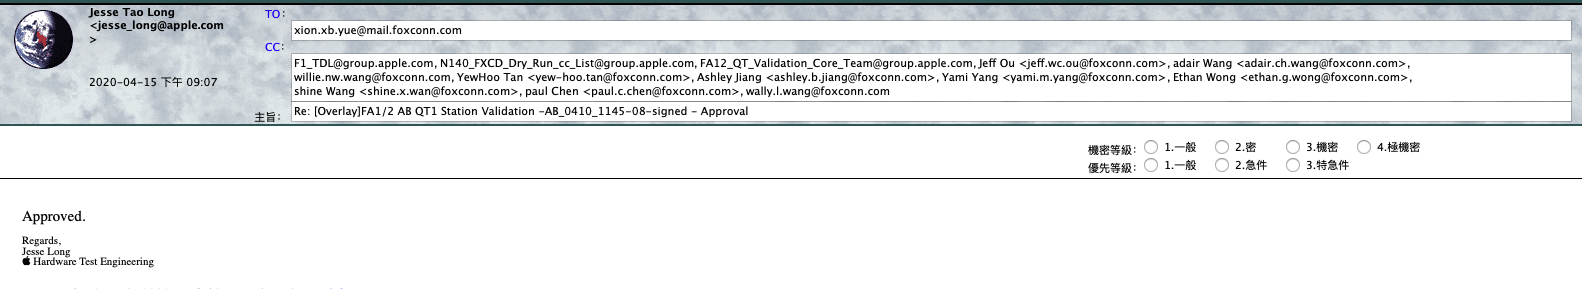 Jesse Tao Long
<jesse_long@apple.com
>
2020-04-15 下午 09:07
TO:
xion.xb.yue@mail.foxconn.com
CC:
F1_TDL@group.apple.com, N140_FXCD_Dry_Run_cc_List@group.apple.com, FA12_QT_Validation_Core_Team@group.apple.com, Jeff Ou <jeff.wc.ou@foxconn.com>, adair Wang <adair.ch.wang@foxconn.com>,
willie.nw.wang@foxconn.com, YewHoo Tan <yew-hoo.tan@foxconn.com>, Ashley Jiang <ashley.b.jiang@foxconn.com>, Yami Yang <yami.m.yang@foxconn.com>, Ethan Wong <ethan.g.wong@foxconn.com>,
shine Wang <shine.x.wan@foxconn.com>, paul Chen <paul.c.chen@foxconn.com>, wally.l.wang@foxconn.com
主旨:
Re: [Overlay]FA1/2 AB QT1 Station Validation -AB_0410_1145-08-signed - Approval
機密等級: 1.一般 2.密 3.機密 4.極機密
優先等級: 1.一般 2.急件 3.特急件
Approved.
Regards,
Jesse Long
Hardware Test Engineering